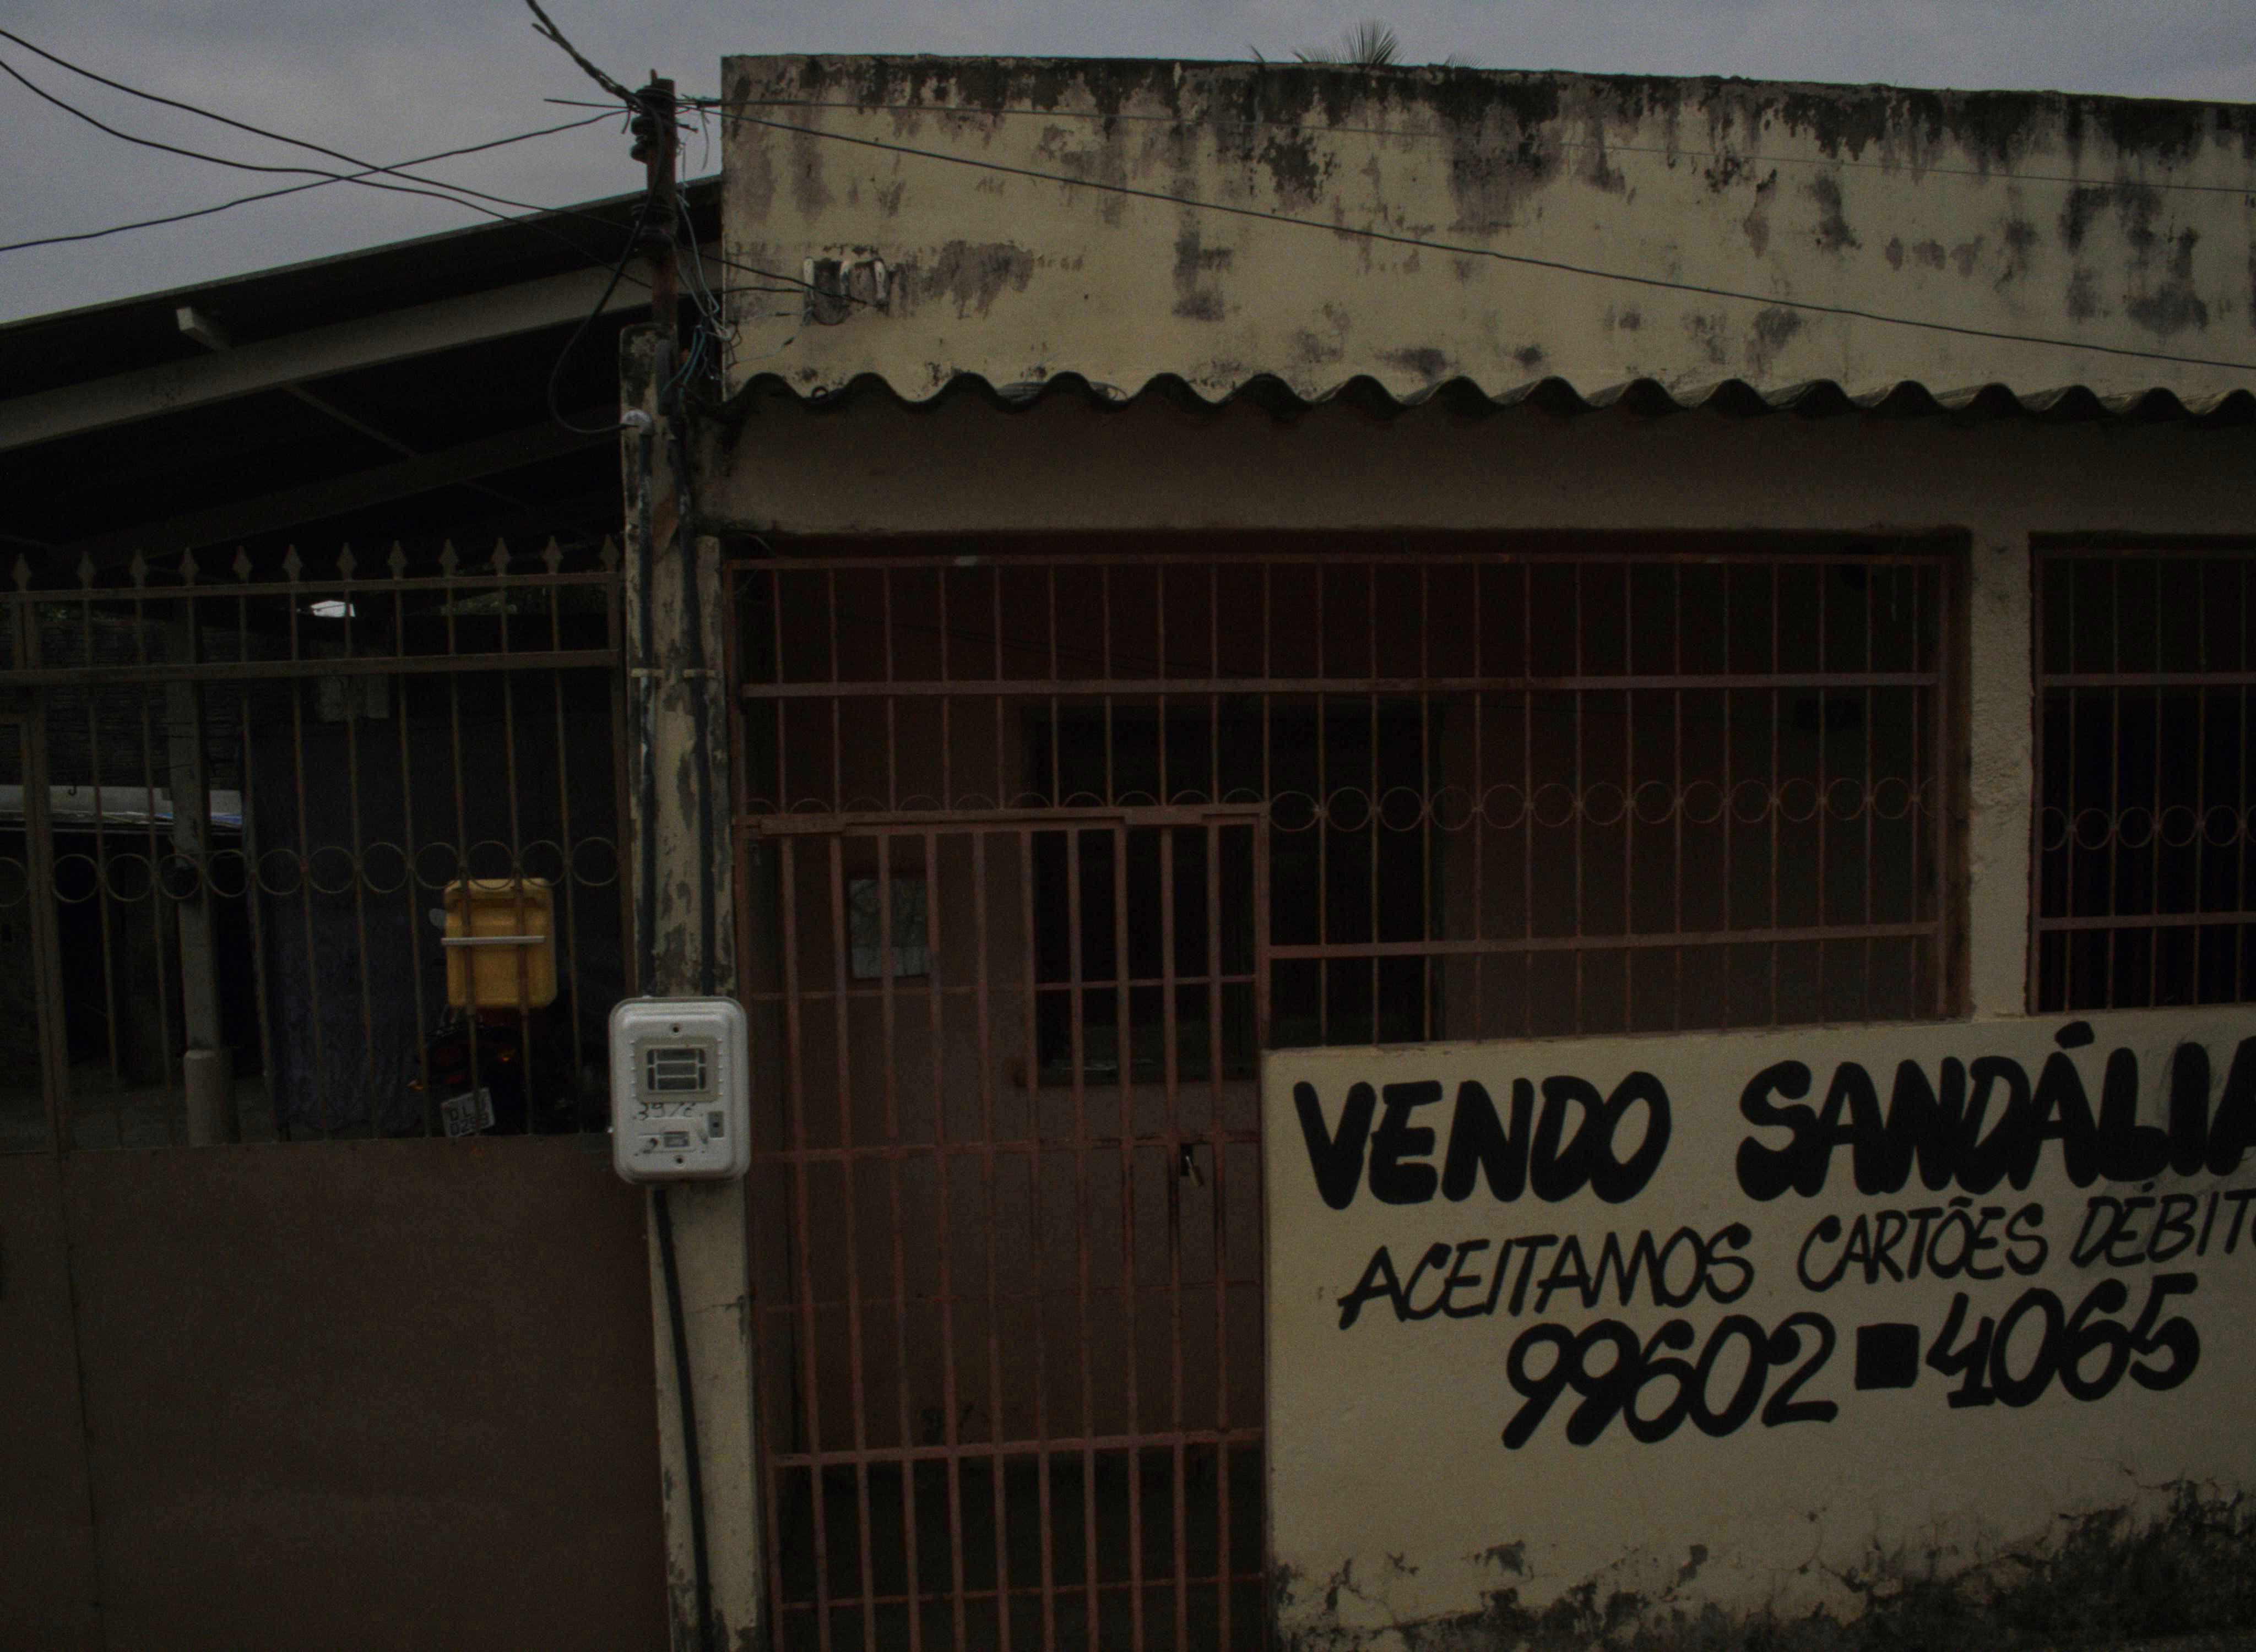 VENDO SANDÁLIA
ACEITAMOS CARTÕES DÉBITO
99602-4065